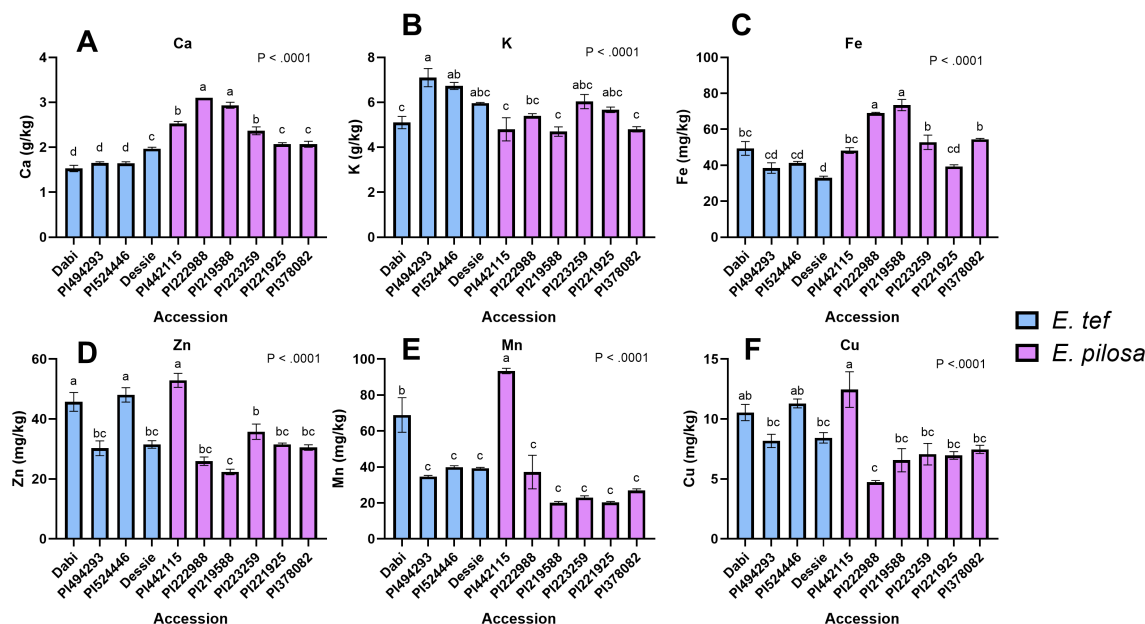 A
Ca
P < .0001
Ca (g/kg)
4
3
2
1
0
d
d
d
c
b
a
a
b
c
c
Dabi
PI494293
PI524446
Dessie
PI442115
PI222988
PI219588
PI223259
PI221925
PI378082
Accession
B
K
P < .0001
K (g/kg)
8
6
4
2
0
c
a
ab
abc
c
bc
c
abc
abc
c
Dabi
PI494293
PI524446
Dessie
PI442115
PI222988
PI219588
PI223259
PI221925
PI378082
Accession
C
Fe
P < .0001
Fe (mg/kg)
100
80
60
40
20
0
bc
cd
cd
d
bc
a
a
b
cd
b
Dabi
PI494293
PI524446
Dessie
PI442115
PI222988
PI219588
PI223259
PI221925
PI378082
Accession
E. tef
E. pilosa
D
Zn
P < .0001
Zn (mg/kg)
60
40
20
0
a
bc
a
bc
a
bc
c
b
bc
bc
Dabi
PI494293
PI524446
Dessie
PI442115
PI222988
PI219588
PI223259
PI221925
PI378082
Accession
E
Mn
P < .0001
Mn (mg/kg)
100
80
60
40
20
0
b
c
c
c
a
c
c
c
c
c
Dabi
PI494293
PI524446
Dessie
PI442115
PI222988
PI219588
PI223259
PI221925
PI378082
Accession
F
Cu
P < .0001
Cu (mg/kg)
15
10
5
0
ab
bc
ab
bc
a
c
bc
bc
bc
bc
Dabi
PI494293
PI524446
Dessie
PI442115
PI222988
PI219588
PI223259
PI221925
PI378082
Accession